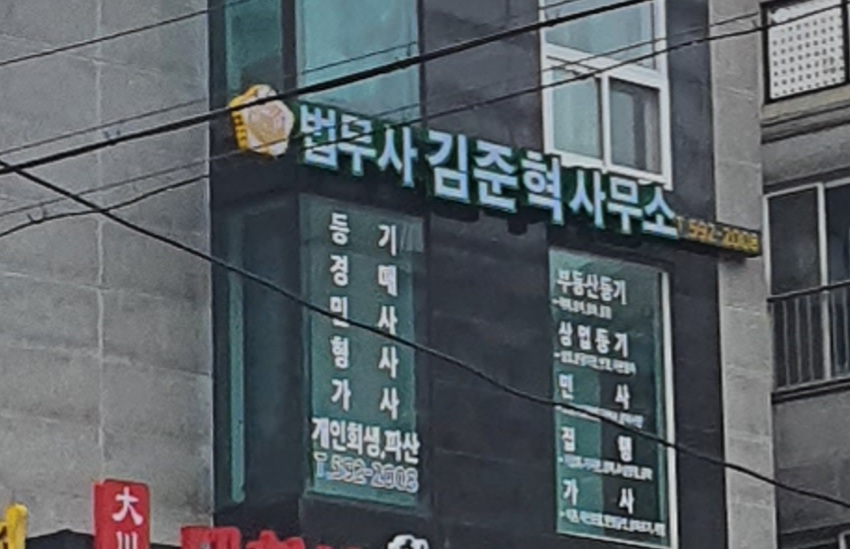 법무사 김준혁 사무소
T.592-2003
등 기
경 매
민 사
형 사
가 사
개인회생,파산
T.592-2003
부동산등기
상업등기
민 사
집 행
가 사
大